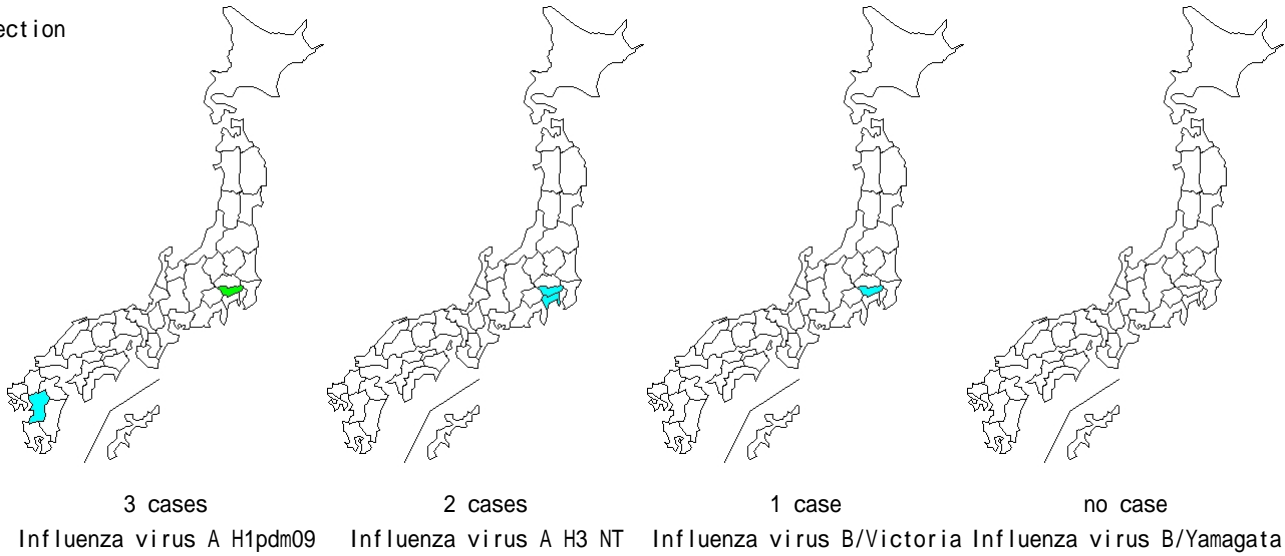 ection
3 cases 2 cases 1 case no case
Influenza virus A H1pdm09 Influenza virus A H3 NT Influenza virus B/Victoria Influenza virus B/Yamagata